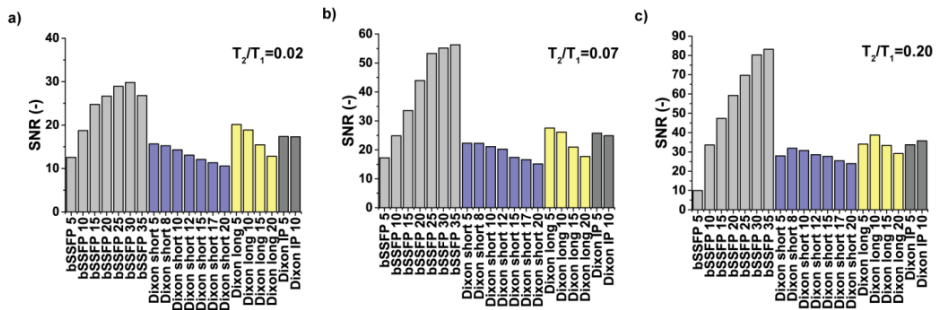 a)
T2/T1=0.02
SNR (-)
40
30
20
10
0
bSSFP 5
bSSFP 10
bSSFP 15
bSSFP 20
bSSFP 25
bSSFP 30
bSSFP 35
Dixon short 5
Dixon short 8
Dixon short 10
Dixon short 12
Dixon short 15
Dixon short 17
Dixon short 20
Dixon long 5
Dixon long 10
Dixon long 15
Dixon long 20
Dixon IP 5
Dixon IP 10
b)
T2/T1=0.07
SNR (-)
60
50
40
30
20
10
0
bSSFP 5
bSSFP 10
bSSFP 15
bSSFP 20
bSSFP 25
bSSFP 30
bSSFP 35
Dixon short 5
Dixon short 8
Dixon short 10
Dixon short 12
Dixon short 15
Dixon short 17
Dixon short 20
Dixon long 5
Dixon long 10
Dixon long 15
Dixon long 20
Dixon IP 5
Dixon IP 10
c)
T2/T1=0.20
SNR (-)
90
80
70
60
50
40
30
20
10
0
bSSFP 5
bSSFP 10
bSSFP 15
bSSFP 20
bSSFP 25
bSSFP 30
bSSFP 35
Dixon short 5
Dixon short 8
Dixon short 10
Dixon short 12
Dixon short 15
Dixon short 17
Dixon short 20
Dixon long 5
Dixon long 10
Dixon long 15
Dixon long 20
Dixon IP 5
Dixon IP 10